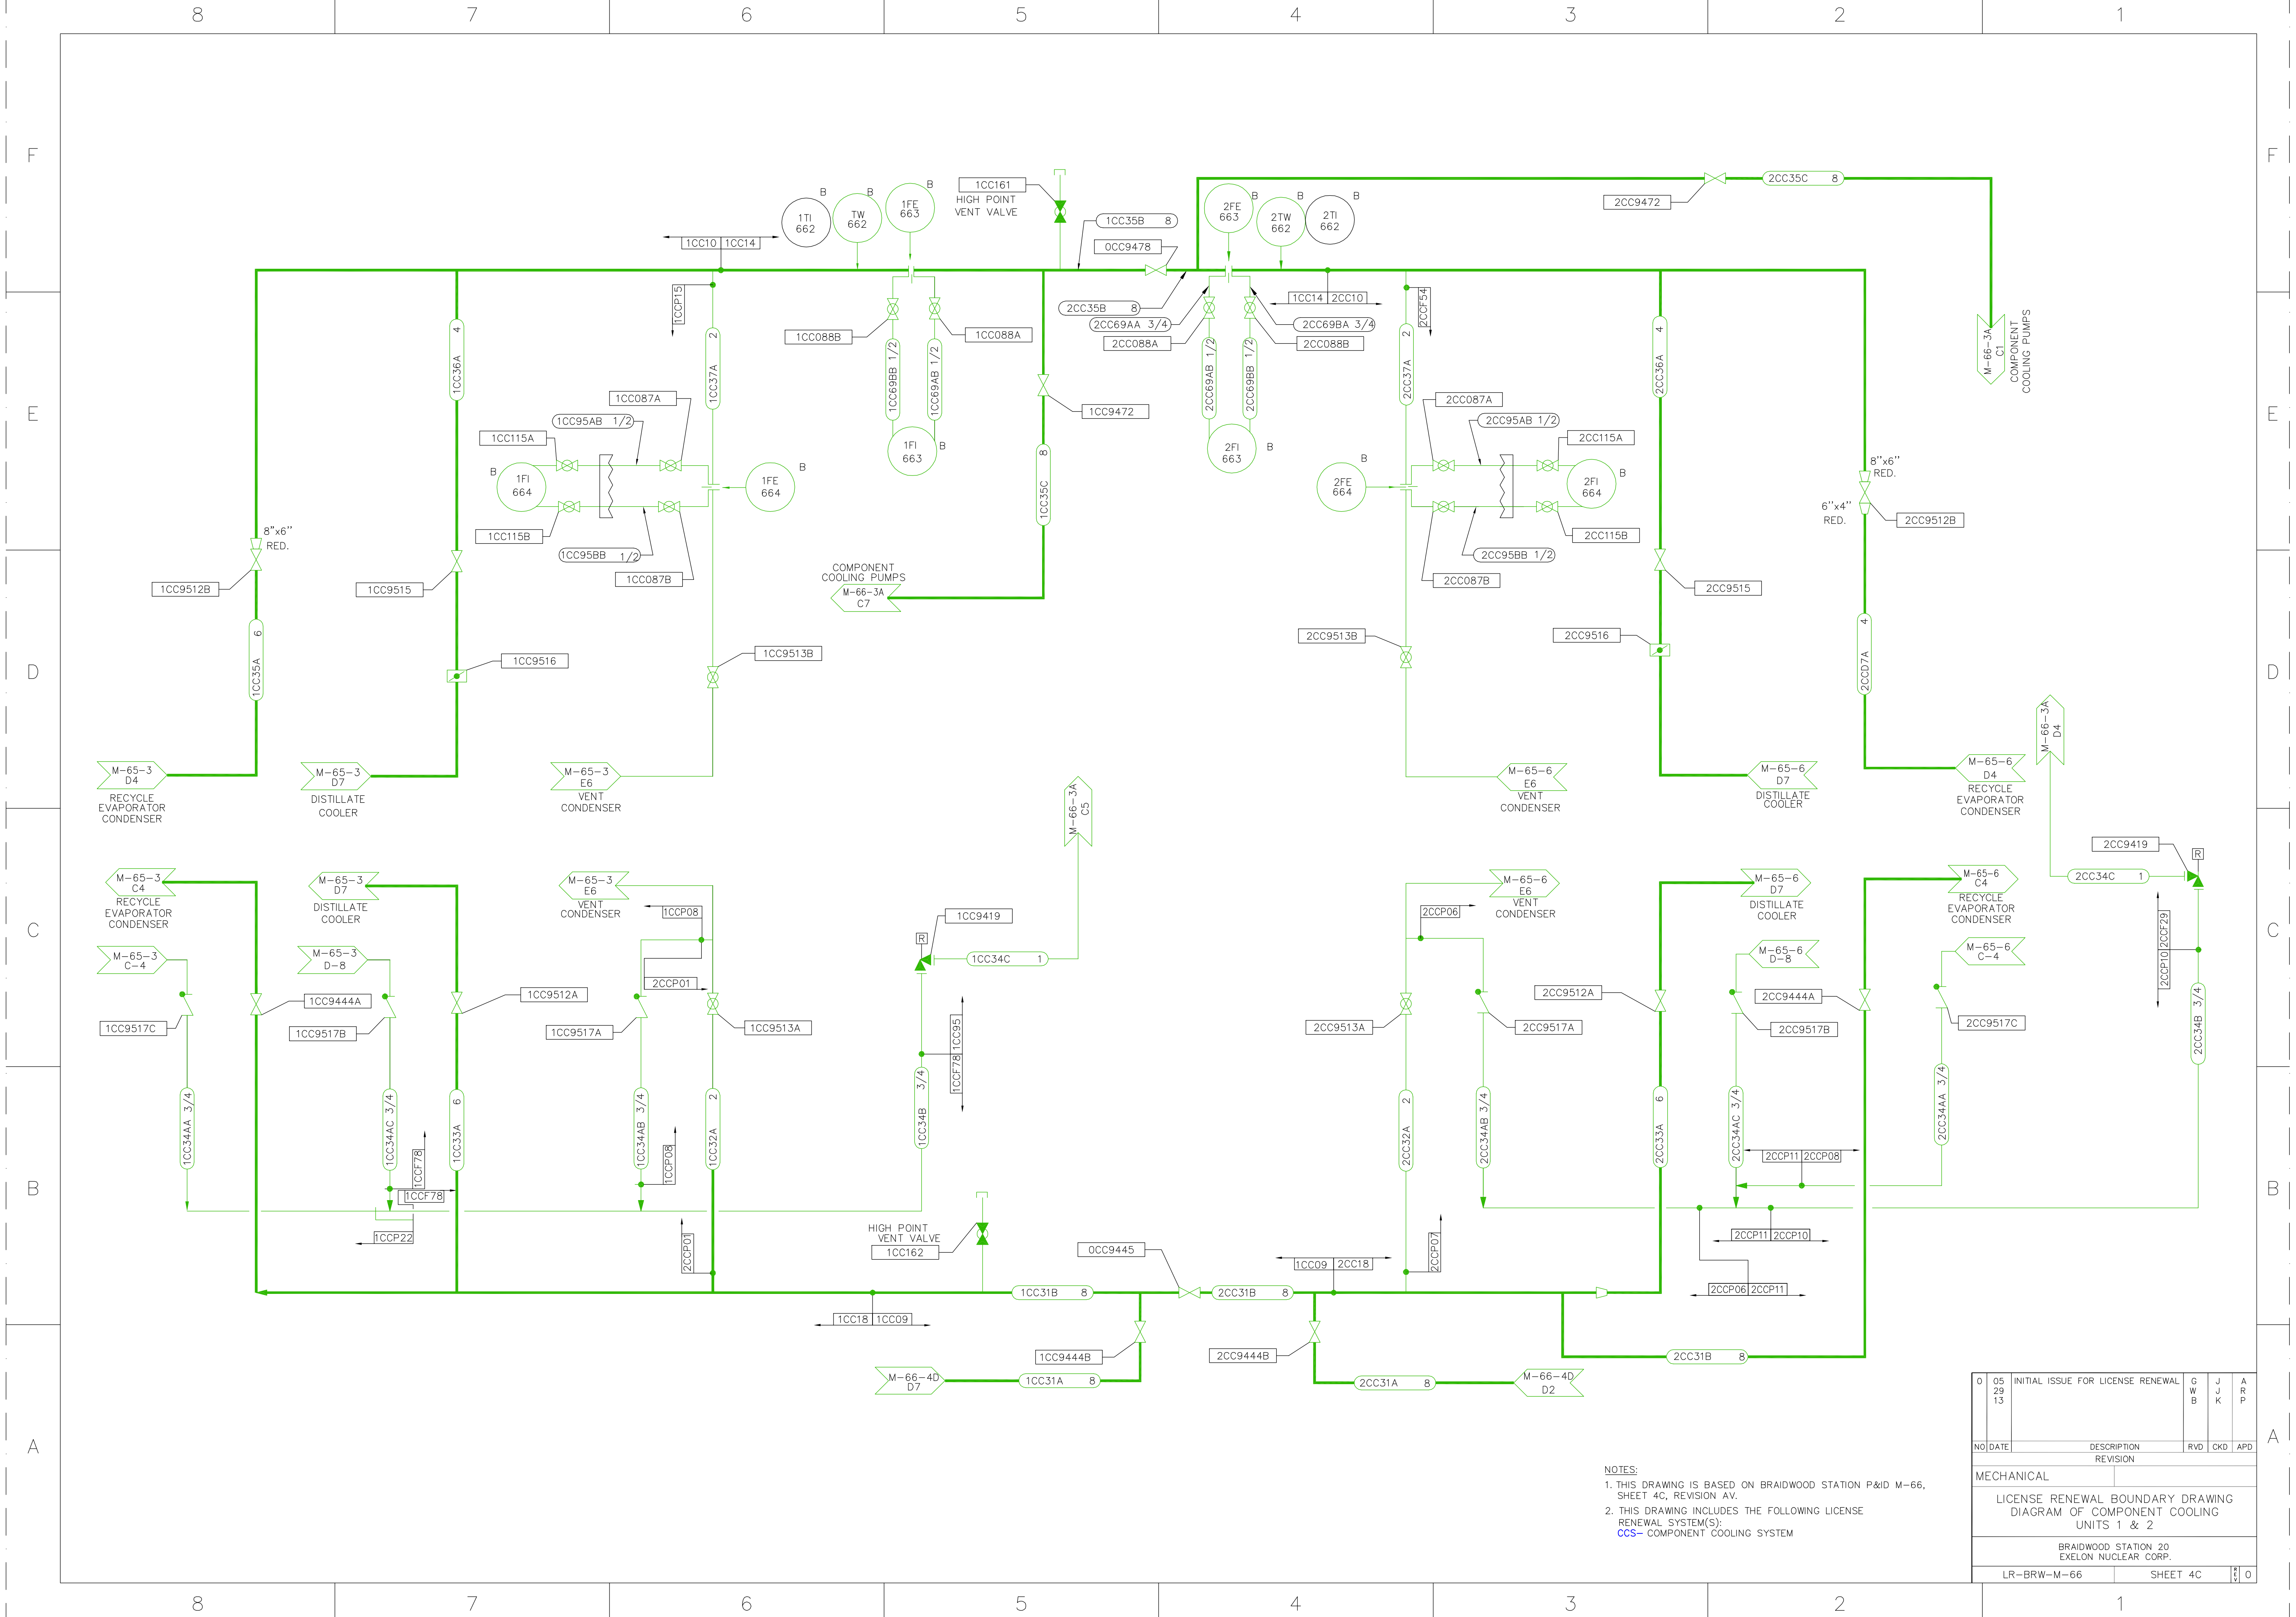 8 7 6 5 4 3 2 1
F
F
E
E
D
D
C
C
B
B
A
A
8 7 6 5 4 3 2 1
1CC10 1CC14
B
1TI
662
B
TW
662
B
1FE
663
1CC161
HIGH POINT
VENT VALVE
1CC35B 8
0CC9478
2FE
663
B
2TW
662
B
2TI
662
B
2CC9472
2CC35C 8
M-66-3A
C1
COMPONENT
COOLING PUMPS
1CCP15
1CC36A 4
1CC37A 2
1CC088B
1CC088A
1CC69BB 1/2
1CC69AB 1/2
1FI
663
B
2CC35B 8
2CC69AA 3/4
2CC088A
1CC14 2CC10
2CC69BA 3/4
2CC088B
2CC69AB 1/2
2CC69BB 1/2
2FI
663
B
2CCF54
2CC37A 2
2CC36A 4
1CC9472
1CC35C 8
1CC087A
1CC95AB 1/2
1CC115A
B
1FI
664
1FE
664
B
1CC115B
1CC95BB 1/2
1CC087B
2CC087A
2CC95AB 1/2
2CC115A
B
2FE
664
2FI
664
B
2CC115B
2CC95BB 1/2
2CC087B
8"x6"
RED.
6"x4"
RED.
2CC9512B
8"x6"
RED.
1CC9512B
1CC9515
COMPONENT
COOLING PUMPS
M-66-3A
C7
2CC9515
1CC35A 6
1CC9516
1CC9513B
2CC9513B
2CC9516
2CCD7A 4
M-65-3
D4
RECYCLE
EVAPORATOR
CONDENSER
M-65-3
D7
DISTILLATE
COOLER
M-65-3
E6
VENT
CONDENSER
M-66-3A
C5
M-65-6
E6
VENT
CONDENSER
M-65-6
D7
DISTILLATE
COOLER
M-65-6
D4
RECYCLE
EVAPORATOR
CONDENSER
M-66-3A
D4
2CC9419
R
2CC34C 1
2CCP10 2CCF29
2CC34B 3/4
M-65-3
C4
RECYCLE
EVAPORATOR
CONDENSER
M-65-3
D7
DISTILLATE
COOLER
M-65-3
E6
VENT
CONDENSER
1CCP08
2CCP01
1CC9419
R
1CC34C 1
M-65-6
E6
VENT
CONDENSER
2CCP06
M-65-6
D7
DISTILLATE
COOLER
M-65-6
C4
RECYCLE
EVAPORATOR
CONDENSER
M-65-3
C-4
M-65-3
D-8
M-65-6
D-8
M-65-6
C-4
1CC9517C
1CC9444A
1CC9517B
1CC9512A
1CC9517A
1CC9513A
1CCF78 1CC95
2CC9513A
2CC9517A
2CC9512A
2CC9444A
2CC9517B
2CC9517C
1CC34AA 3/4
1CC34AC 3/4
1CC33A 6
1CC34AB 3/4
1CC32A 2
1CC34B 3/4
2CC32A 2
2CC34AB 3/4
2CC33A 6
2CC34AC 3/4
2CC34AA 3/4
1CCF78
1CCF78
1CCP22
1CCP08
2CCP01
2CCP11 2CCP08
2CCP11 2CCP10
2CCP06 2CCP11
HIGH POINT
VENT VALVE
1CC162
0CC9445
1CC09 2CC18
2CCP07
1CC31B 8
2CC31B 8
1CC18 1CC09
1CC9444B
2CC9444B
2CC31B 8
M-66-4D
D7
1CC31A 8
2CC31A 8
M-66-4D
D2
NOTES:
1. THIS DRAWING IS BASED ON BRAIDWOOD STATION P&ID M-66,
SHEET 4C, REVISION AV.
2. THIS DRAWING INCLUDES THE FOLLOWING LICENSE
RENEWAL SYSTEM(S):
CCS- COMPONENT COOLING SYSTEM
0 05 INITIAL ISSUE FOR LICENSE RENEWAL G J A
29 W J R
13 B K P
NO DATE DESCRIPTION RVD CKD APD
REVISION
MECHANICAL
LICENSE RENEWAL BOUNDARY DRAWING
DIAGRAM OF COMPONENT COOLING
UNITS 1 & 2
BRAIDWOOD STATION 20
EXELON NUCLEAR CORP.
LR-BRW-M-66 SHEET 4C REV 0